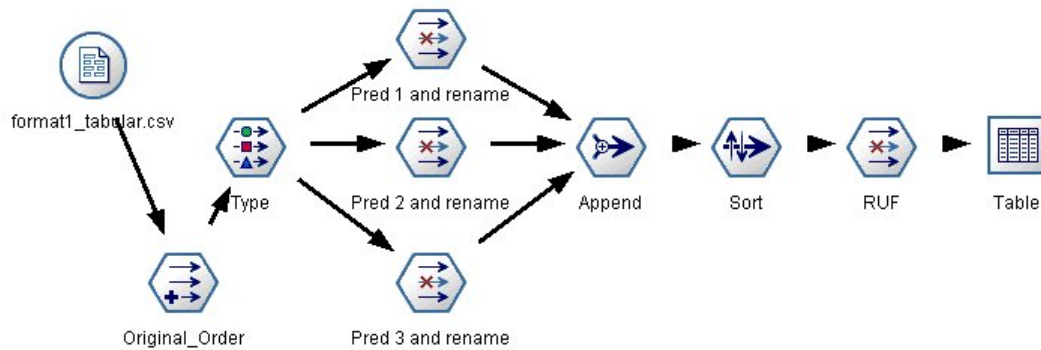 Pred 1 and rename
format1_tabular.csv
Type
Pred 2 and rename
Append
Sort
RUF
Table
Original_Order
Pred 3 and rename